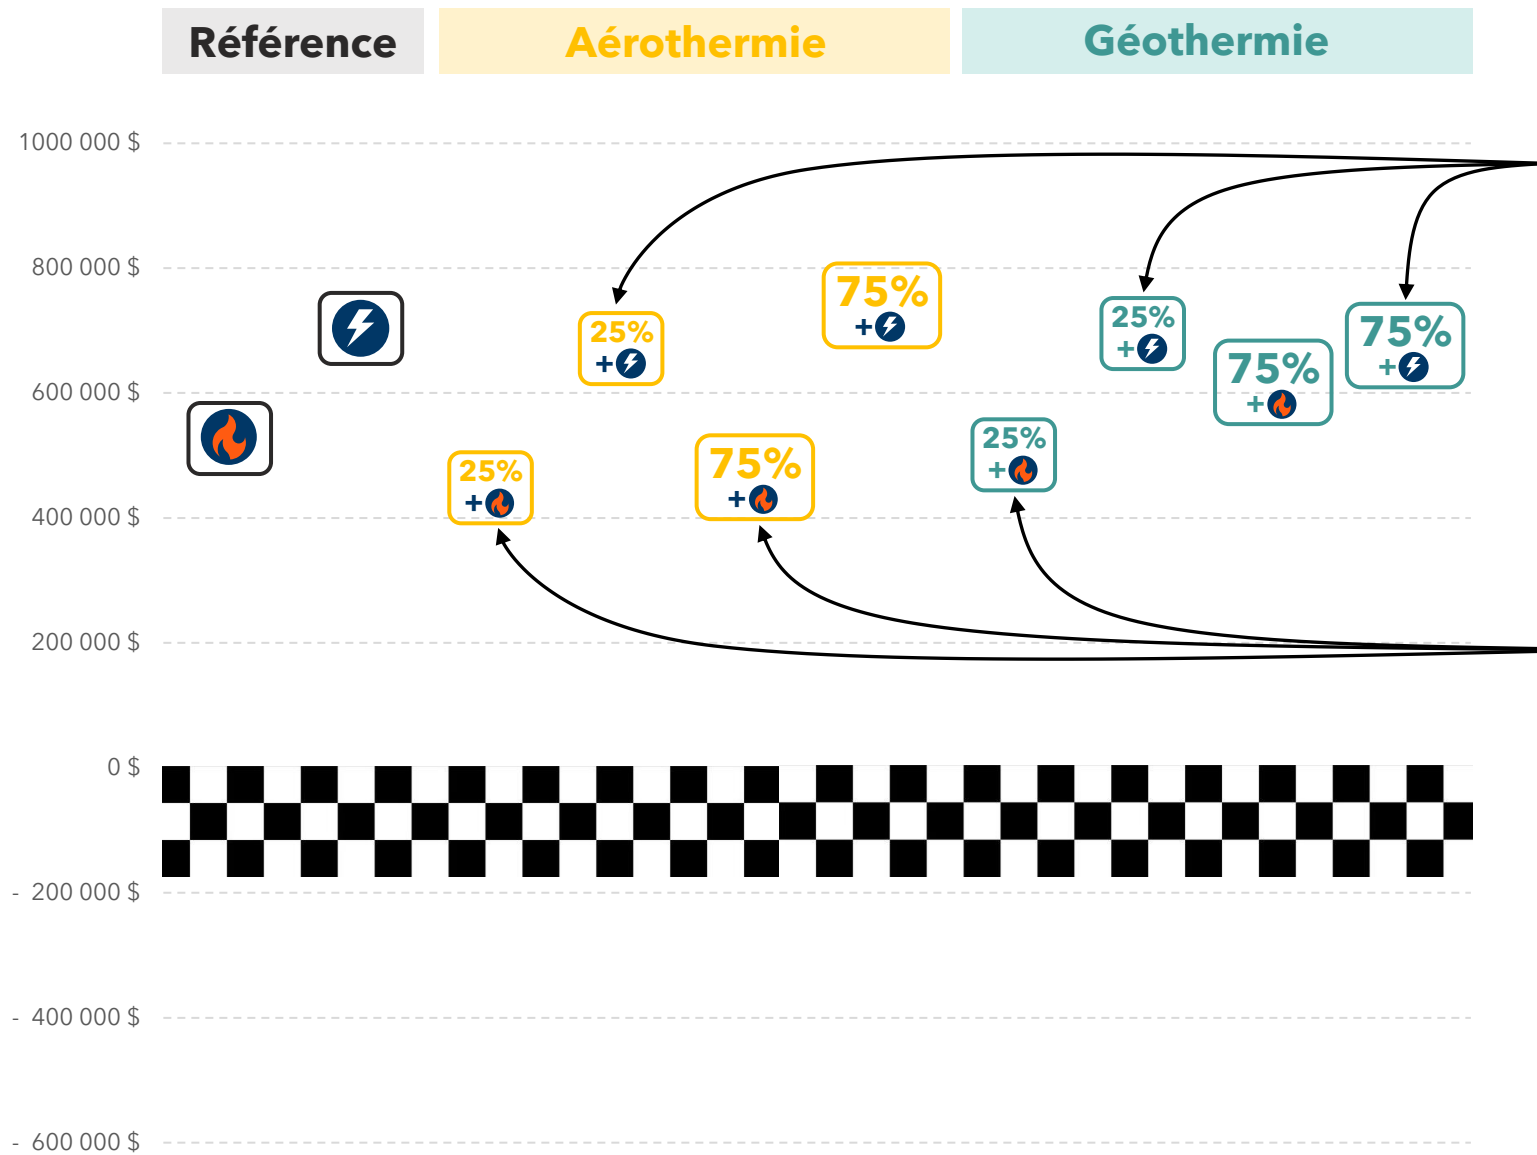 Référence
Aérothermie
Géothermie
1000 000 $
800 000 $
75%
+
25%
+
25%
+
75%
+
75%
+
600 000 $
25%
+
75%
+
25%
+
400 000 $
200 000 $
0 $
- 200 000 $
- 400 000 $
- 600 000 $